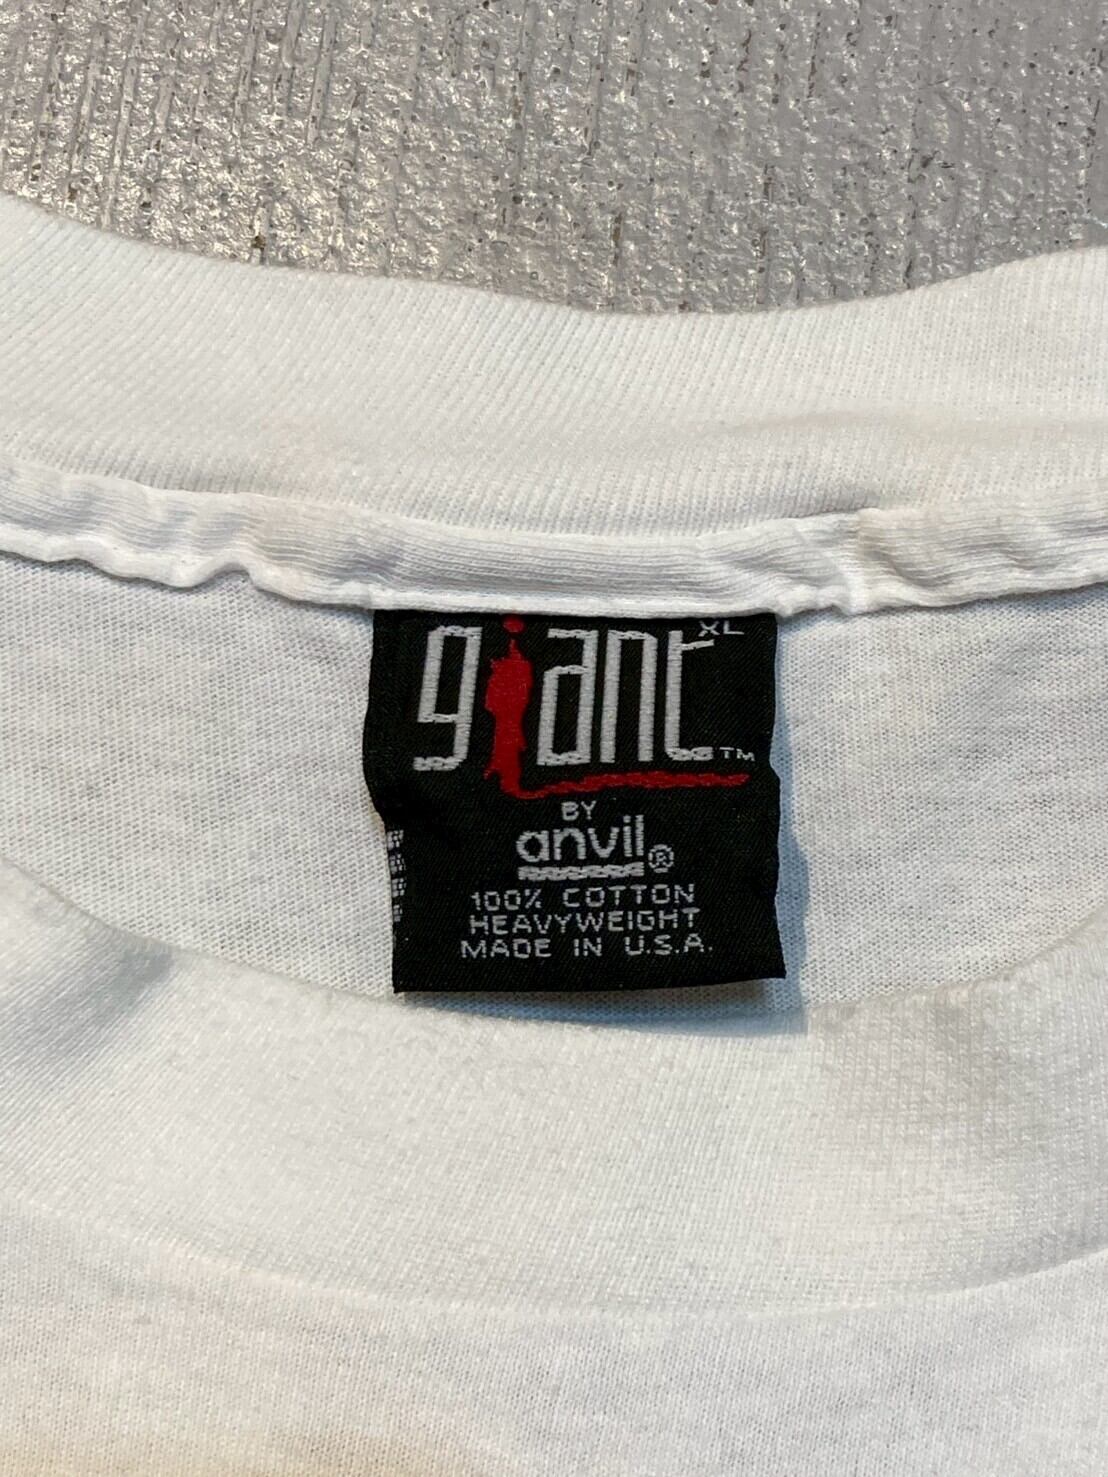 giant XL ™
BY
anvil ®
100% COTTON
HEAVYWEIGHT
MADE IN U.S.A.